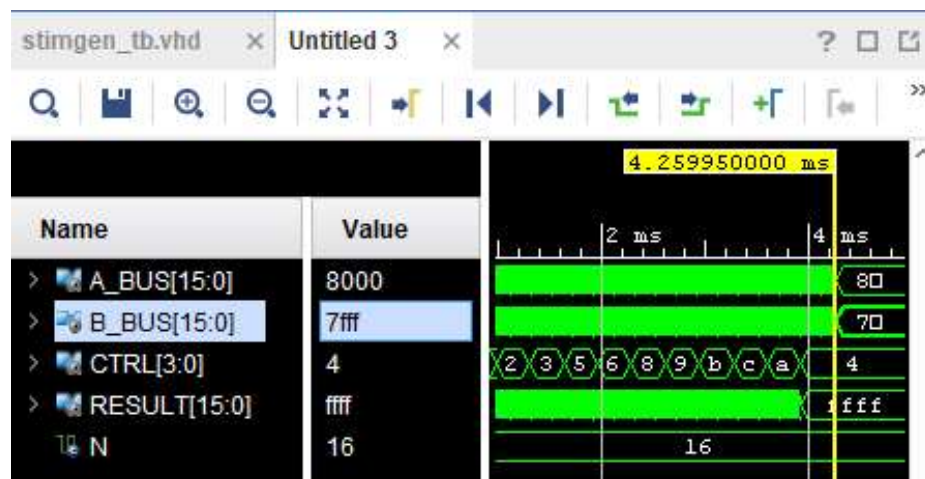 stimgen_tb.vhd × Untitled 3 × ?
4.259950000 ms
Name Value
2 ms 4 ms
> A_BUS[15:0] 8000 80
> B_BUS[15:0] 7fff 70
> CTRL[3:0] 4 2 3 5 6 8 9 b c a 4
> RESULT[15:0] ffff ffff
N 16 16